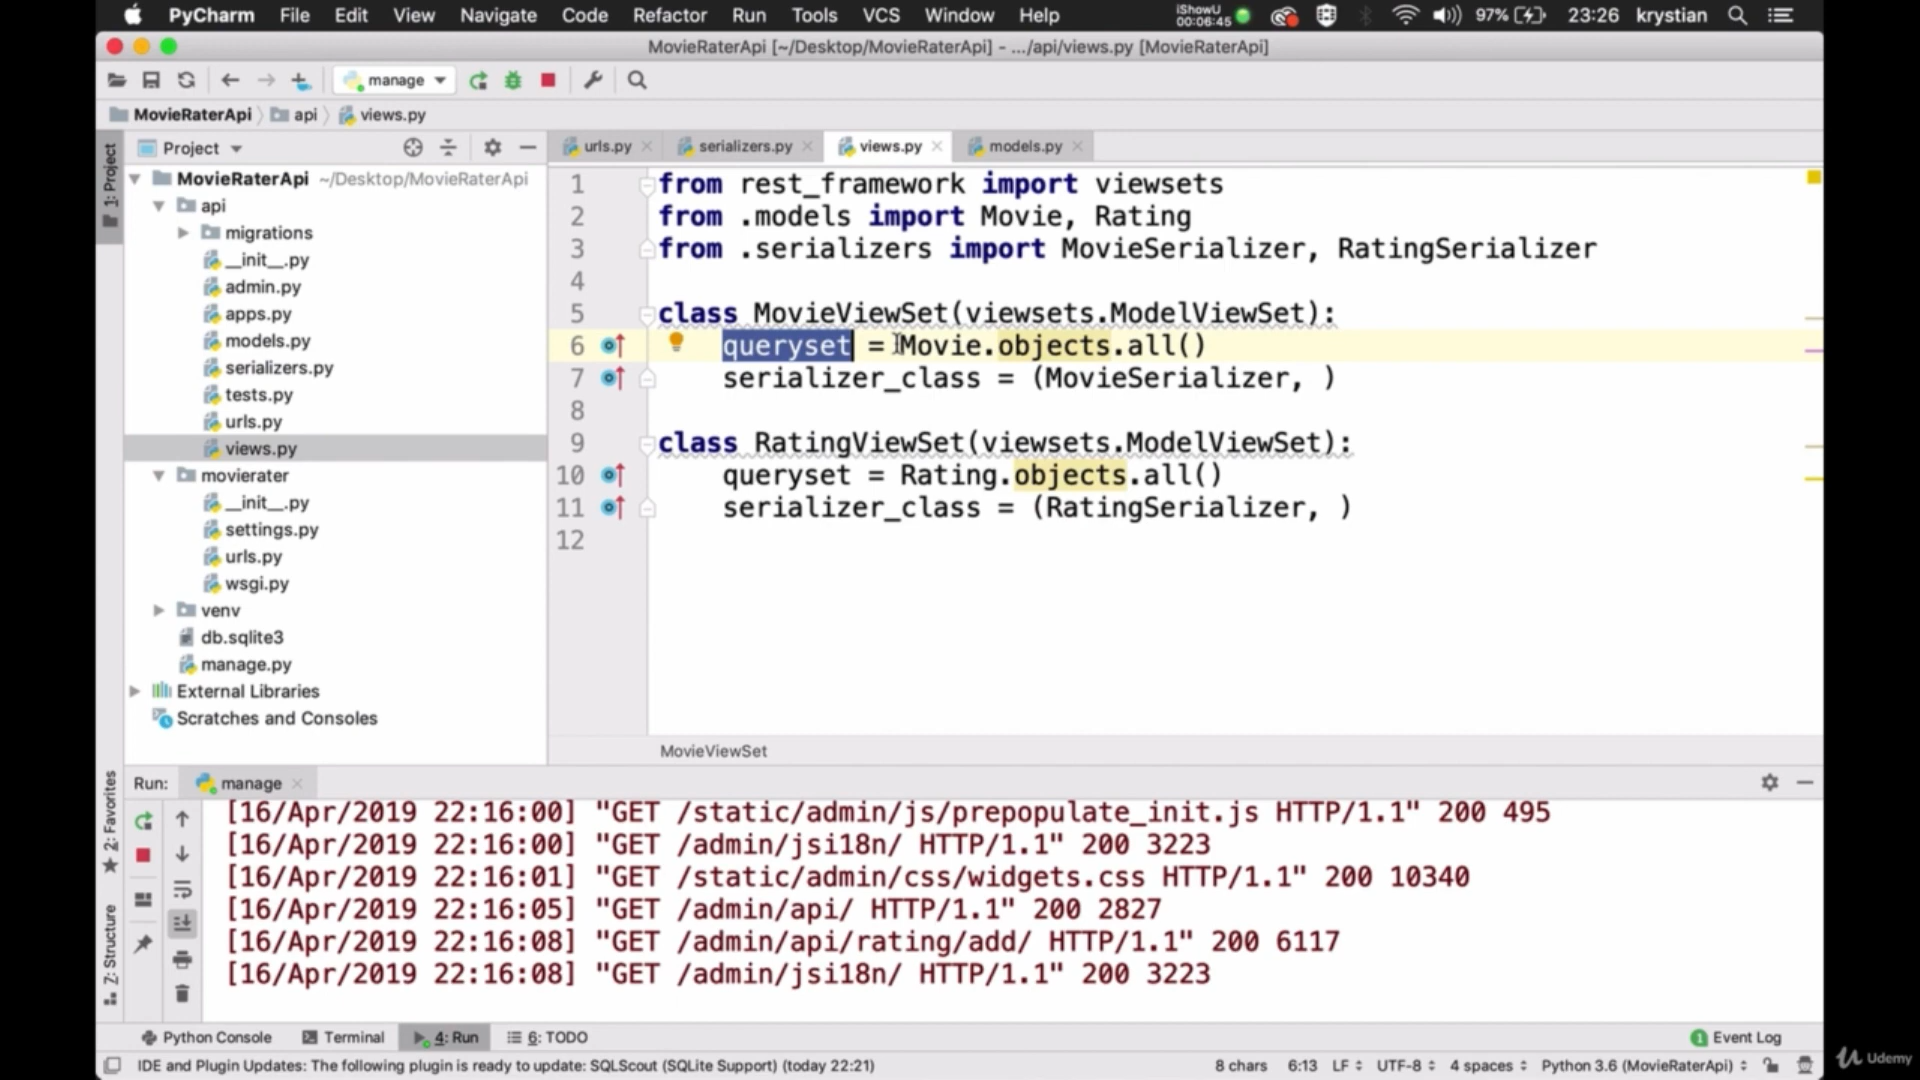 PyCharm File Edit View Navigate Code Refactor Run Tools VCS Window Help iShowU 00:06:45 97% 23:26 krystian
MovieRaterApi [~/Desktop/MovieRaterApi] - .../api/views.py [MovieRaterApi]
manage
MovieRaterApi api views.py
1: Project
Project
urls.py serializers.py views.py models.py
MovieRaterApi ~/Desktop/MovieRaterApi
api
migrations
__init__.py
admin.py
apps.py
models.py
serializers.py
tests.py
urls.py
views.py
movierater
__init__.py
settings.py
urls.py
wsgi.py
venv
db.sqlite3
manage.py
External Libraries
Scratches and Consoles
1 from rest_framework import viewsets
2 from .models import Movie, Rating
3 from .serializers import MovieSerializer, RatingSerializer
4
5 class MovieViewSet(viewsets.ModelViewSet):
6 queryset = Movie.objects.all()
7 serializer_class = (MovieSerializer, )
8
9 class RatingViewSet(viewsets.ModelViewSet):
10 queryset = Rating.objects.all()
11 serializer_class = (RatingSerializer, )
12
MovieViewSet
2: Favorites
Z: Structure
Run: manage
[16/Apr/2019 22:16:00] "GET /static/admin/js/prepopulate_init.js HTTP/1.1" 200 495
[16/Apr/2019 22:16:00] "GET /admin/jsi18n/ HTTP/1.1" 200 3223
[16/Apr/2019 22:16:01] "GET /static/admin/css/widgets.css HTTP/1.1" 200 10340
[16/Apr/2019 22:16:05] "GET /admin/api/ HTTP/1.1" 200 2827
[16/Apr/2019 22:16:08] "GET /admin/api/rating/add/ HTTP/1.1" 200 6117
[16/Apr/2019 22:16:08] "GET /admin/jsi18n/ HTTP/1.1" 200 3223
Python Console Terminal 4: Run 6: TODO 1 Event Log
IDE and Plugin Updates: The following plugin is ready to update: SQLScout (SQLite Support) (today 22:21) 8 chars 6:13 LF UTF-8 4 spaces Python 3.6 (MovieRaterApi)
Udemy